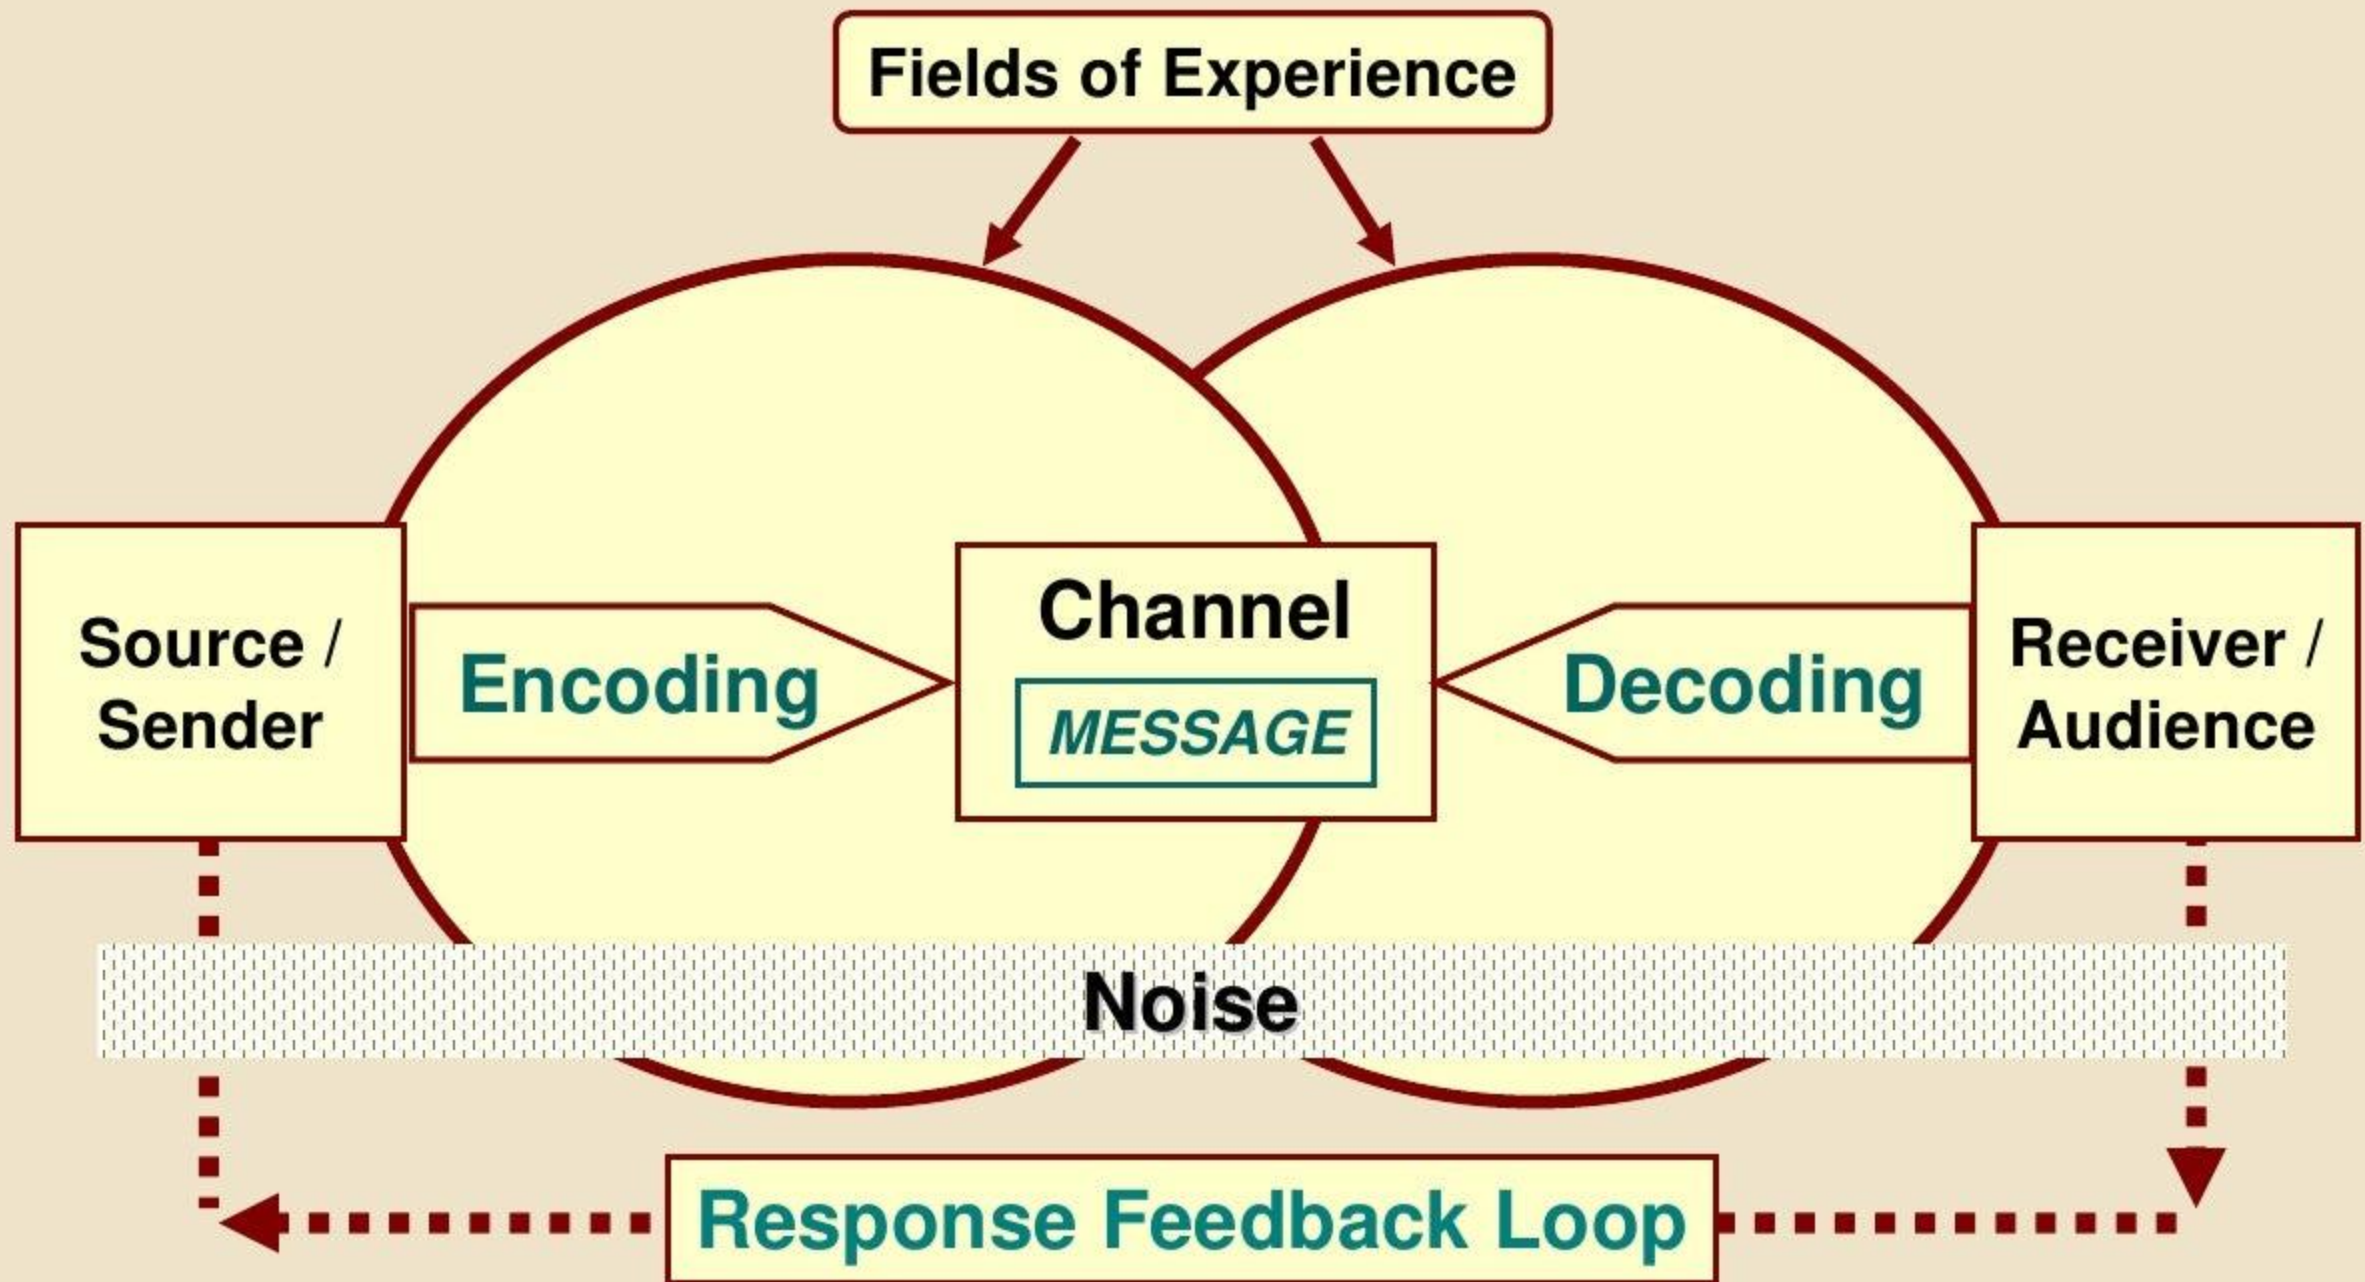 Fields of Experience
Source /
Sender
Encoding
Channel
MESSAGE
Decoding
Receiver /
Audience
Noise
Response Feedback Loop